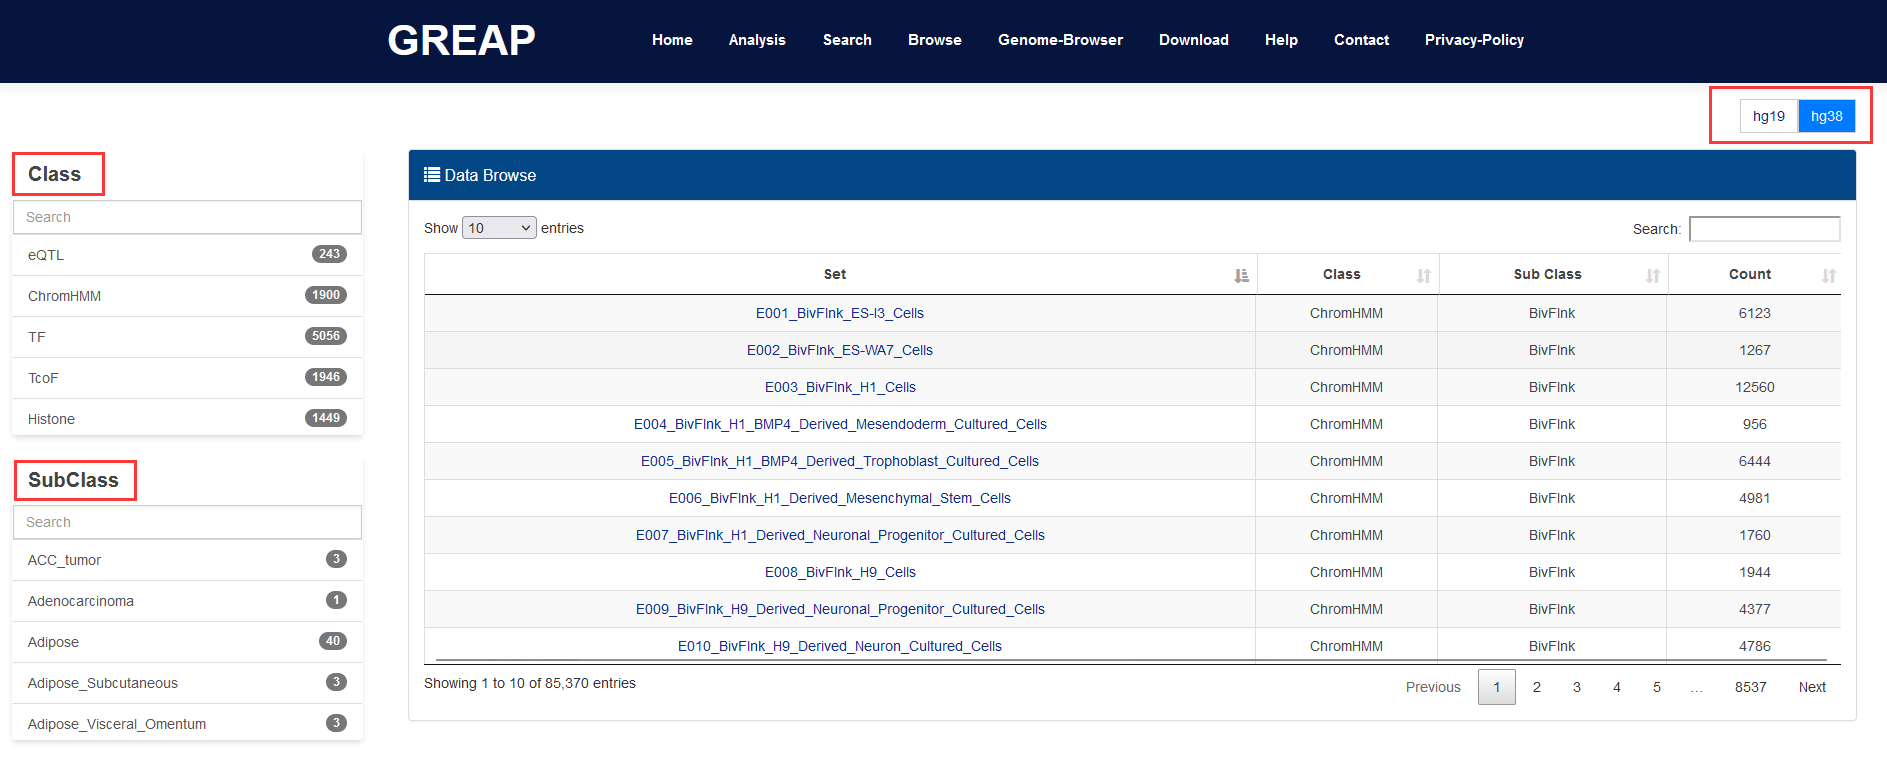 GREAP
Home Analysis Search Browse Genome-Browser Download Help Contact Privacy-Policy
hg19 hg38
Class
Search
eQTL 243
ChromHMM 1900
TF 5056
TcoF 1946
Histone 1449
SubClass
Search
ACC_tumor 3
Adenocarcinoma 1
Adipose 40
Adipose_Subcutaneous 3
Adipose_Visceral_Omentum 3
Data Browse
Show 10 entries Search:
Set Class Sub Class Count
E001_BivFlnk_ES-I3_Cells ChromHMM BivFlnk 6123
E002_BivFlnk_ES-WA7_Cells ChromHMM BivFlnk 1267
E003_BivFlnk_H1_Cells ChromHMM BivFlnk 12560
E004_BivFlnk_H1_BMP4_Derived_Mesendoderm_Cultured_Cells ChromHMM BivFlnk 956
E005_BivFlnk_H1_BMP4_Derived_Trophoblast_Cultured_Cells ChromHMM BivFlnk 6444
E006_BivFlnk_H1_Derived_Mesenchymal_Stem_Cells ChromHMM BivFlnk 4981
E007_BivFlnk_H1_Derived_Neuronal_Progenitor_Cultured_Cells ChromHMM BivFlnk 1760
E008_BivFlnk_H9_Cells ChromHMM BivFlnk 1944
E009_BivFlnk_H9_Derived_Neuronal_Progenitor_Cultured_Cells ChromHMM BivFlnk 4377
E010_BivFlnk_H9_Derived_Neuron_Cultured_Cells ChromHMM BivFlnk 4786
Showing 1 to 10 of 85,370 entries
Previous 1 2 3 4 5 … 8537 Next